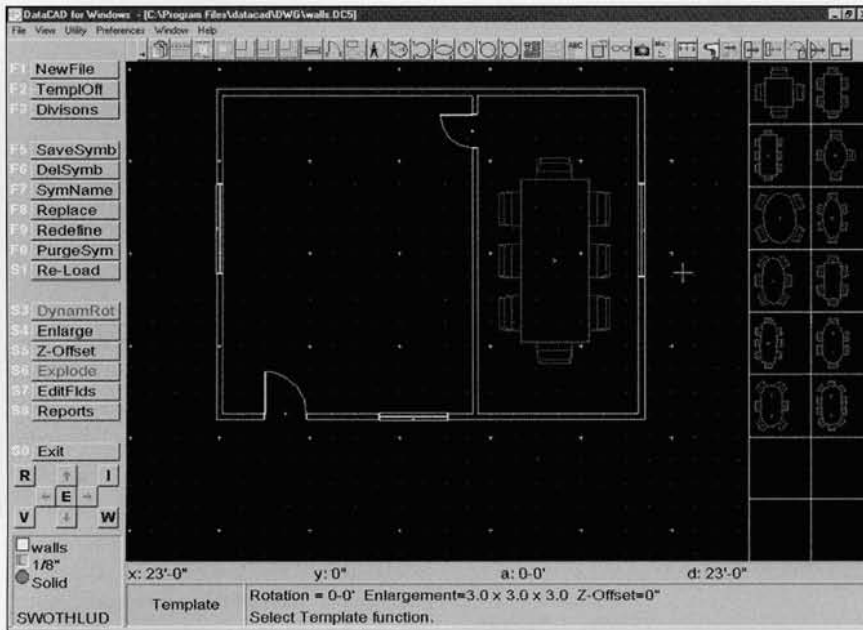 DataCAD for Windows - [C:\Program Files\datacad\DWG\walls.DC5]
File View Utility Preferences Window Help
ABC
F1 NewFile
F2 TemplOff
F3 Divisons
F5 SaveSymb
F6 DelSymb
F7 SymName
F8 Replace
F9 Redefine
F0 PurgeSym
S1 Re-Load
S3 DynamRot
S4 Enlarge
S5 Z-Offset
S6 Explode
S7 EditFlds
S8 Reports
S0 Exit
R I
E
V W
walls
1/8"
Solid
SWOTHLUD
x: 23'-0" y: 0" a: 0-0' d: 23'-0"
Template
Rotation = 0-0' Enlargement=3.0 x 3.0 x 3.0 Z-Offset=0"
Select Template function.